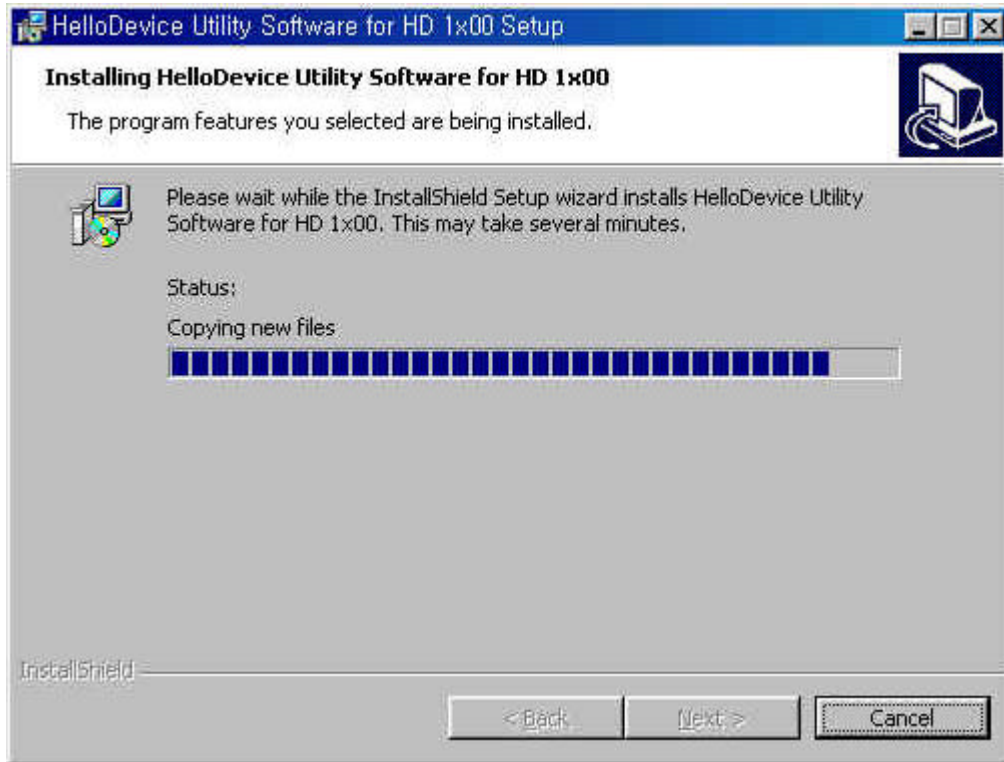 HelloDevice Utility Software for HD 1x00 Setup
Installing HelloDevice Utility Software for HD 1x00
The program features you selected are being installed.
Please wait while the InstallShield Setup wizard installs HelloDevice Utility
Software for HD 1x00. This may take several minutes.
Status:
Copying new files
InstallShield
< Back
Next >
Cancel